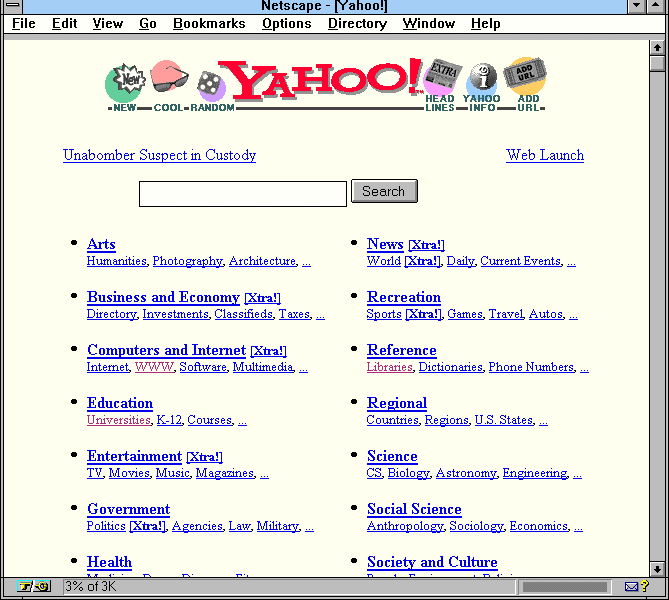 Netscape - [Yahoo!]
File Edit View Go Bookmarks Options Directory Window Help
New EXTRA i ADD URL
YAHOO!
NEW COOL RANDOM HEAD LINES YAHOO INFO ADD URL
Unabomber Suspect in Custody Web Launch
Search
Arts
Humanities, Photography, Architecture, ...
News [Xtra!]
World [Xtra!], Daily, Current Events, ...
Business and Economy [Xtra!]
Directory, Investments, Classifieds, Taxes, ...
Recreation
Sports [Xtra!], Games, Travel, Autos, ...
Computers and Internet [Xtra!]
Internet, WWW, Software, Multimedia, ...
Reference
Libraries, Dictionaries, Phone Numbers, ...
Education
Universities, K-12, Courses, ...
Regional
Countries, Regions, U.S. States, ...
Entertainment [Xtra!]
TV, Movies, Music, Magazines, ...
Science
CS, Biology, Astronomy, Engineering, ...
Government
Politics [Xtra!], Agencies, Law, Military, ...
Social Science
Anthropology, Sociology, Economics, ...
Health
Society and Culture
3% of 3K
?